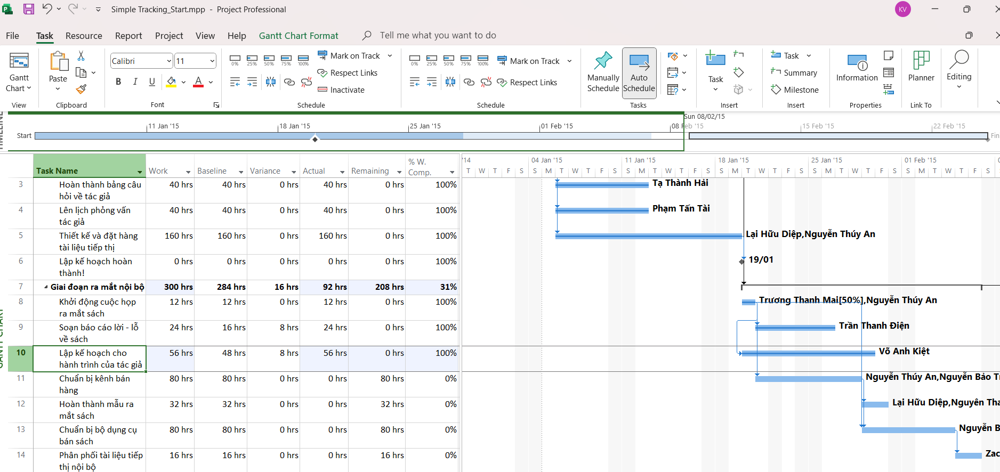 Simple Tracking_Start.mpp - Project Professional
KV
File Task Resource Report Project View Help Gantt Chart Format Tell me what you want to do
Gantt
Chart
View
Paste
Clipboard
Calibri 11
B I U A
Font
0% 25% 50% 75% 100%
Mark on Track
Respect Links
Inactivate
Schedule
0% 25% 50% 75% 100%
Mark on Track
Respect Links
Schedule
Manually
Schedule
Auto
Schedule
Tasks
Task
Insert
Task
Summary
Milestone
Insert
Information
Properties
Planner
Link To
Editing
Sun 08/02/15
11 Jan '15 18 Jan '15 25 Jan '15 01 Feb '15 08 Feb '15 15 Feb '15 22 Feb '15
Start Fin
Task Name Work Baseline Variance Actual Remaining % W.
Comp.
'14 04 Jan '15 11 Jan '15 18 Jan '15 25 Jan '15 01 Feb '15
T W T F S S M T W T F S S M T W T F S S M T W T F S S M T W T F S S M T W T F S
3 Hoàn thành bảng câu 40 hrs 40 hrs 0 hrs 40 hrs 0 hrs 100% Tạ Thành Hải
hỏi về tác giả
4 Lên lịch phỏng vấn 40 hrs 40 hrs 0 hrs 40 hrs 0 hrs 100% Phạm Tấn Tài
tác giả
5 Thiết kế và đặt hàng 160 hrs 160 hrs 0 hrs 160 hrs 0 hrs 100% Lại Hữu Diệp,Nguyễn Thúy An
tài liệu tiếp thị
6 Lập kế hoạch hoàn 0 hrs 0 hrs 0 hrs 0 hrs 0 hrs 100% 19/01
thành!
7 Giai đoạn ra mắt nội bộ 300 hrs 284 hrs 16 hrs 92 hrs 208 hrs 31%
8 Khởi động cuộc họp 12 hrs 12 hrs 0 hrs 12 hrs 0 hrs 100% Trương Thanh Mai[50%],Nguyễn Thúy An
ra mắt sách
9 Soạn báo cáo lời - lỗ 24 hrs 16 hrs 8 hrs 24 hrs 0 hrs 100% Trần Thanh Điện
về sách
10 Lập kế hoạch cho 56 hrs 48 hrs 8 hrs 56 hrs 0 hrs 100% Võ Anh Kiệt
hành trình của tác giả
11 Chuẩn bị kênh bán 80 hrs 80 hrs 0 hrs 0 hrs 80 hrs 0% Nguyễn Thúy An,Nguyễn Bảo T
hàng
12 Hoàn thành mẫu ra 32 hrs 32 hrs 0 hrs 0 hrs 32 hrs 0% Lại Hữu Diệp,Nguyên Tha
mắt sách
13 Chuẩn bị bộ dụng cụ 80 hrs 80 hrs 0 hrs 0 hrs 80 hrs 0% Nguyễn B
bán sách
14 Phân phối tài liệu tiếp 16 hrs 16 hrs 0 hrs 0 hrs 16 hrs 0% Zac
thị nội bộ